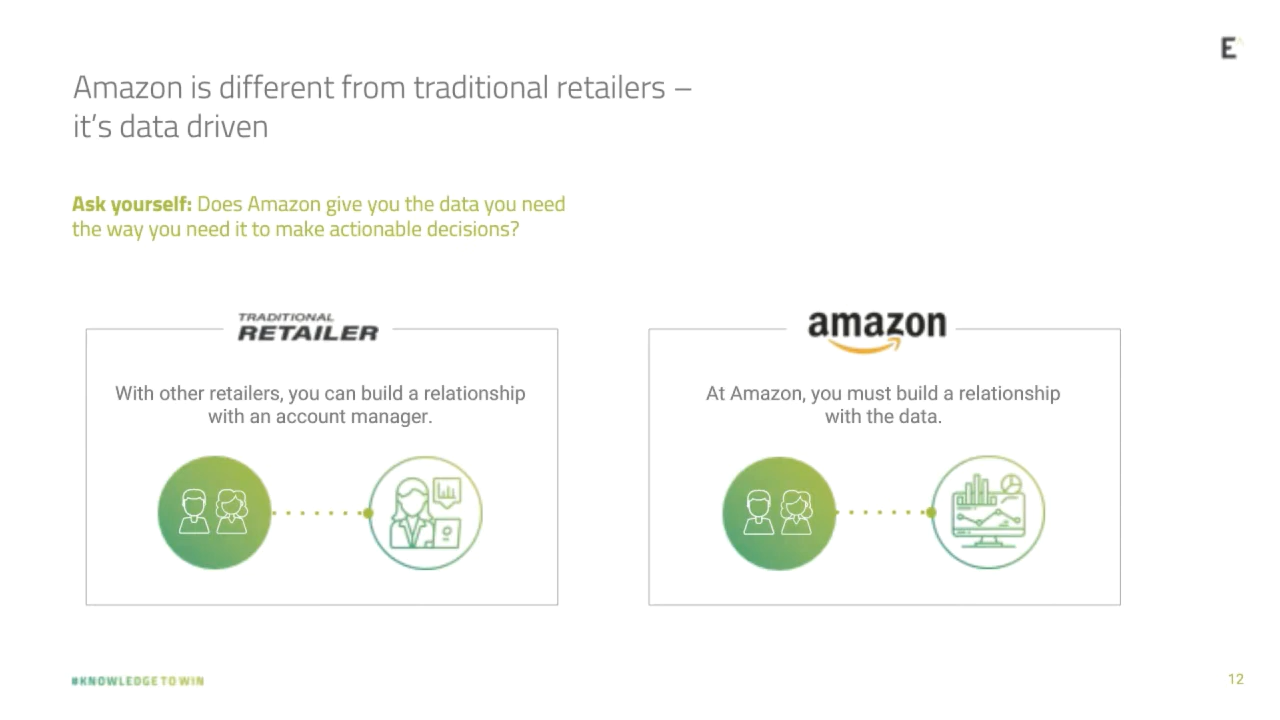 E
Amazon is different from traditional retailers –
it's data driven
Ask yourself: Does Amazon give you the data you need
the way you need it to make actionable decisions?
TRADITIONAL
RETAILER
With other retailers, you can build a relationship
with an account manager.
amazon
At Amazon, you must build a relationship
with the data.
#KNOWLEDGETOWIN
12